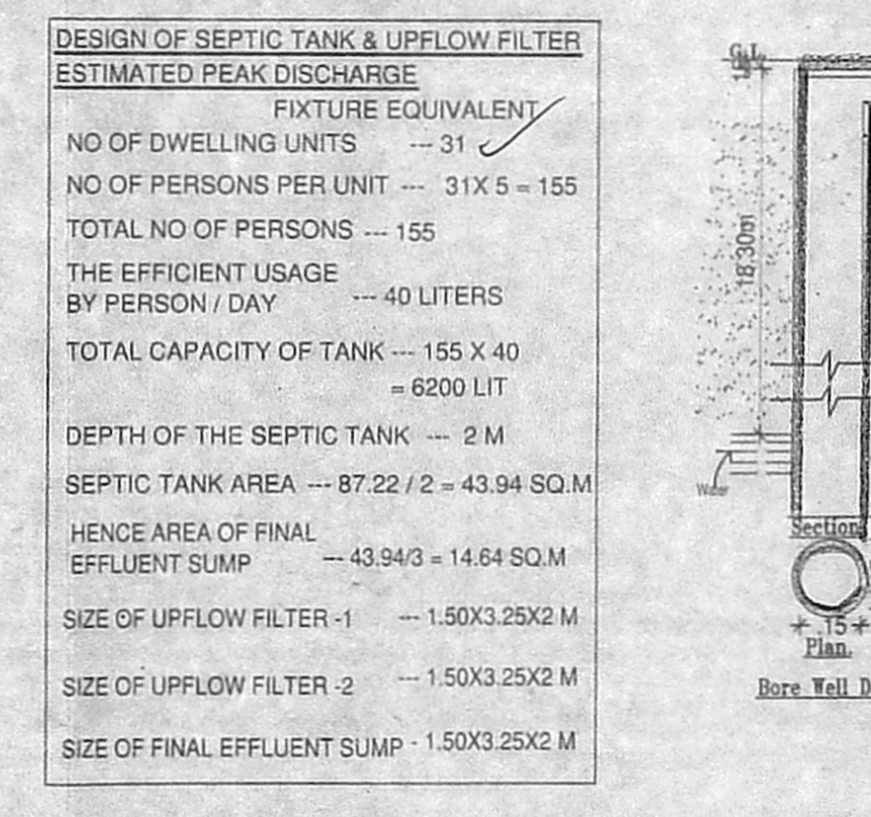 DESIGN OF SEPTIC TANK & UPFLOW FILTER
ESTIMATED PEAK DISCHARGE
FIXTURE EQUIVALENT
NO OF DWELLING UNITS --- 31
NO OF PERSONS PER UNIT --- 31X 5 = 155
TOTAL NO OF PERSONS --- 155
THE EFFICIENT USAGE
BY PERSON / DAY --- 40 LITERS
TOTAL CAPACITY OF TANK --- 155 X 40
= 6200 LIT
DEPTH OF THE SEPTIC TANK --- 2 M
SEPTIC TANK AREA --- 87.22 / 2 = 43.94 SQ.M
HENCE AREA OF FINAL
EFFLUENT SUMP --- 43.94/3 = 14.64 SQ.M
SIZE OF UPFLOW FILTER -1 --- 1.50X3.25X2 M
SIZE OF UPFLOW FILTER -2 --- 1.50X3.25X2 M
SIZE OF FINAL EFFLUENT SUMP - 1.50X3.25X2 M
G.L.
18.30m
Water
Section
.15
Plan.
Bore Well D